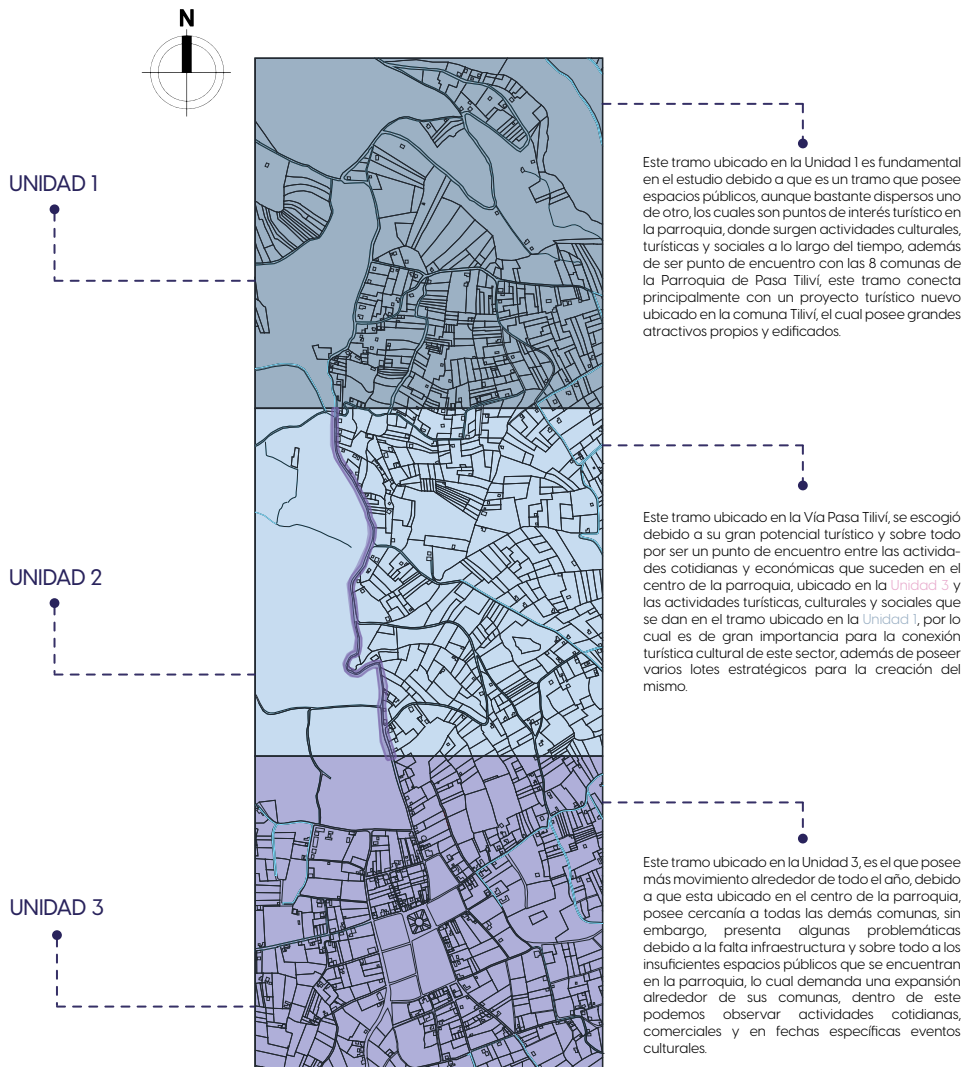 N
UNIDAD 1
Este tramo ubicado en la Unidad 1 es fundamental
en el estudio debido a que es un tramo que posee
espacios públicos, aunque bastante dispersos uno
de otro, los cuales son puntos de interés turístico en
la parroquia, donde surgen actividades culturales,
turísticas y sociales a lo largo del tiempo, además
de ser punto de encuentro con las 8 comunas de
la Parroquia de Pasa Tiliví, este tramo conecta
principalmente con un proyecto turístico nuevo
ubicado en la comuna Tiliví, el cual posee grandes
atractivos propios y edificados.
UNIDAD 2
Este tramo ubicado en la Vía Pasa Tiliví, se escogió
debido a su gran potencial turístico y sobre todo
por ser un punto de encuentro entre las activida-
des cotidianas y económicas que suceden en el
centro de la parroquia, ubicado en la Unidad 3 y
las actividades turísticas, culturales y sociales que
se dan en el tramo ubicado en la Unidad 1, por lo
cual es de gran importancia para la conexión
turística cultural de este sector, además de poseer
varios lotes estratégicos para la creación del
mismo.
UNIDAD 3
Este tramo ubicado en la Unidad 3, es el que posee
más movimiento alrededor de todo el año, debido
a que esta ubicado en el centro de la parroquia,
posee cercanía a todas las demás comunas, sin
embargo, presenta algunas problemáticas
debido a la falta infraestructura y sobre todo a los
insuficientes espacios públicos que se encuentran
en la parroquia, lo cual demanda una expansión
alrededor de sus comunas, dentro de este
podemos observar actividades cotidianas,
comerciales y en fechas específicas eventos
culturales.